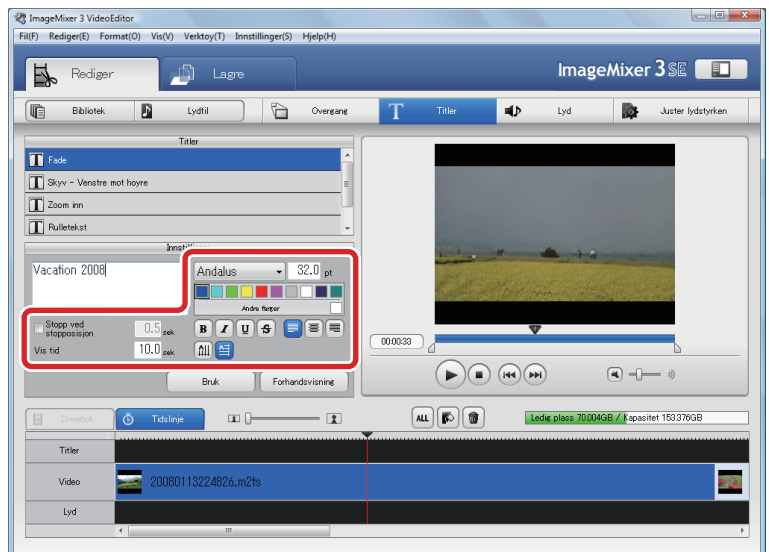 ImageMixer 3 VideoEditor
Fil(F) Rediger(E) Format(O) Vis(V) Verktoy(T) Innstillinger(S) Hjelp(H)
Rediger Lagre ImageMixer 3 SE
Bibliotek Lydfil Overgang Titler Lyd Juster lydstyrken
Titler
Fade
Skyv - Venstre mot hoyre
Zoom inn
Rulletekst
Vacation 2008
Andalus 32.0 pt
Andre farger
B I U S
Stopp ved
stopposisjon
0.5 sek
Vis tid 10.0 sek
Bruk Forhandsvisning
00:00:33
Dreiebok Tidslinje ALL Ledig plass 70.004GB / Kapasitet 153.376GB
Titler
Video 20080113224826.m2ts
Lyd